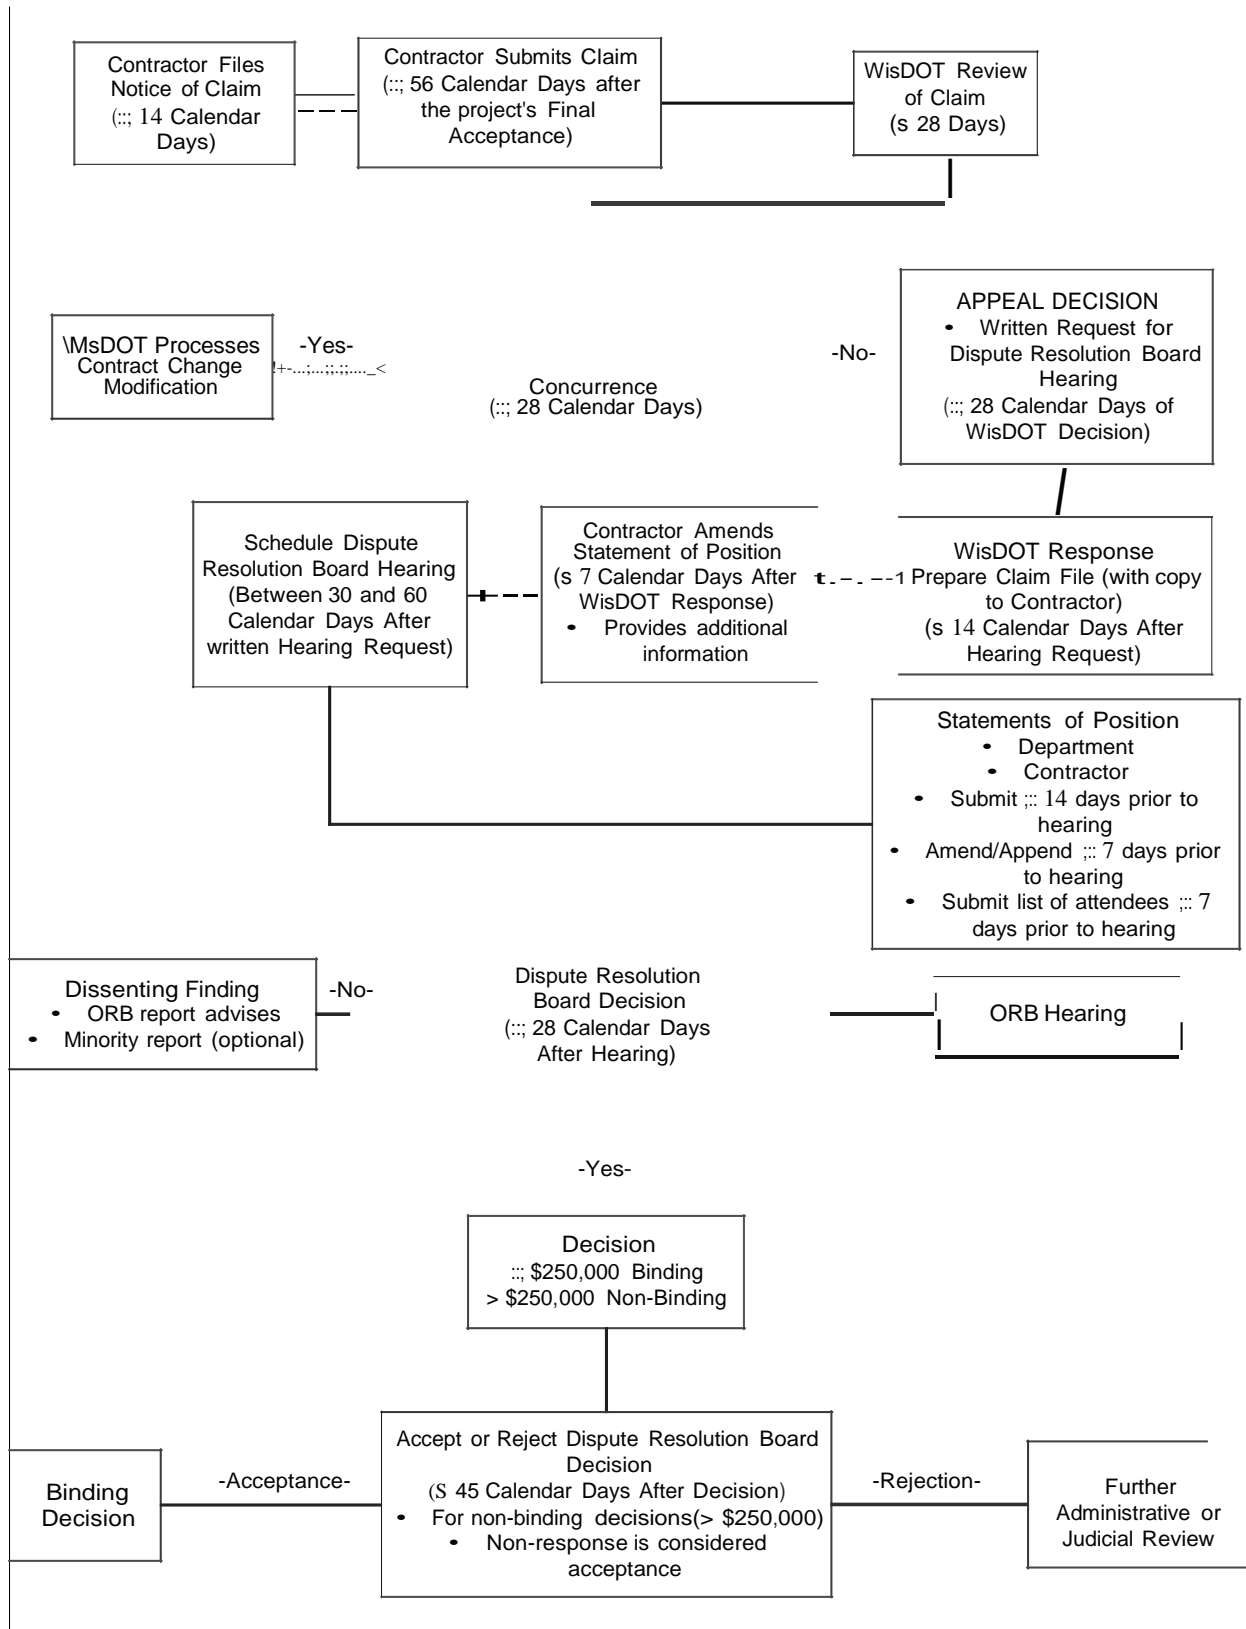 Contractor Files
Notice of Claim
(::; 14 Calendar
Days)
Contractor Submits Claim
(::; 56 Calendar Days after
the project's Final
Acceptance)
WisDOT Review
of Claim
(s 28 Days)
\MsDOT Processes
Contract Change
Modification
-Yes-
!+-...;...;;.;;...._<
Concurrence
(::; 28 Calendar Days)
-No-
APPEAL DECISION
• Written Request for
Dispute Resolution Board
Hearing
(::; 28 Calendar Days of
WisDOT Decision)
Schedule Dispute
Resolution Board Hearing
(Between 30 and 60
Calendar Days After
written Hearing Request)
Contractor Amends
Statement of Position
(s 7 Calendar Days After
WisDOT Response)
• Provides additional
information
t.-.--1
WisDOT Response
Prepare Claim File (with copy
to Contractor)
(s 14 Calendar Days After
Hearing Request)
Statements of Position
• Department
• Contractor
• Submit ;::: 14 days prior to
hearing
• Amend/Append ;::: 7 days prior
to hearing
• Submit list of attendees ;::: 7
days prior to hearing
Dissenting Finding
• ORB report advises
• Minority report (optional)
-No-
Dispute Resolution
Board Decision
(::; 28 Calendar Days
After Hearing)
ORB Hearing
-Yes-
Decision
::; $250,000 Binding
> $250,000 Non-Binding
Binding
Decision
-Acceptance-
Accept or Reject Dispute Resolution Board
Decision
(S 45 Calendar Days After Decision)
• For non-binding decisions(> $250,000)
• Non-response is considered
acceptance
-Rejection-
Further
Administrative or
Judicial Review